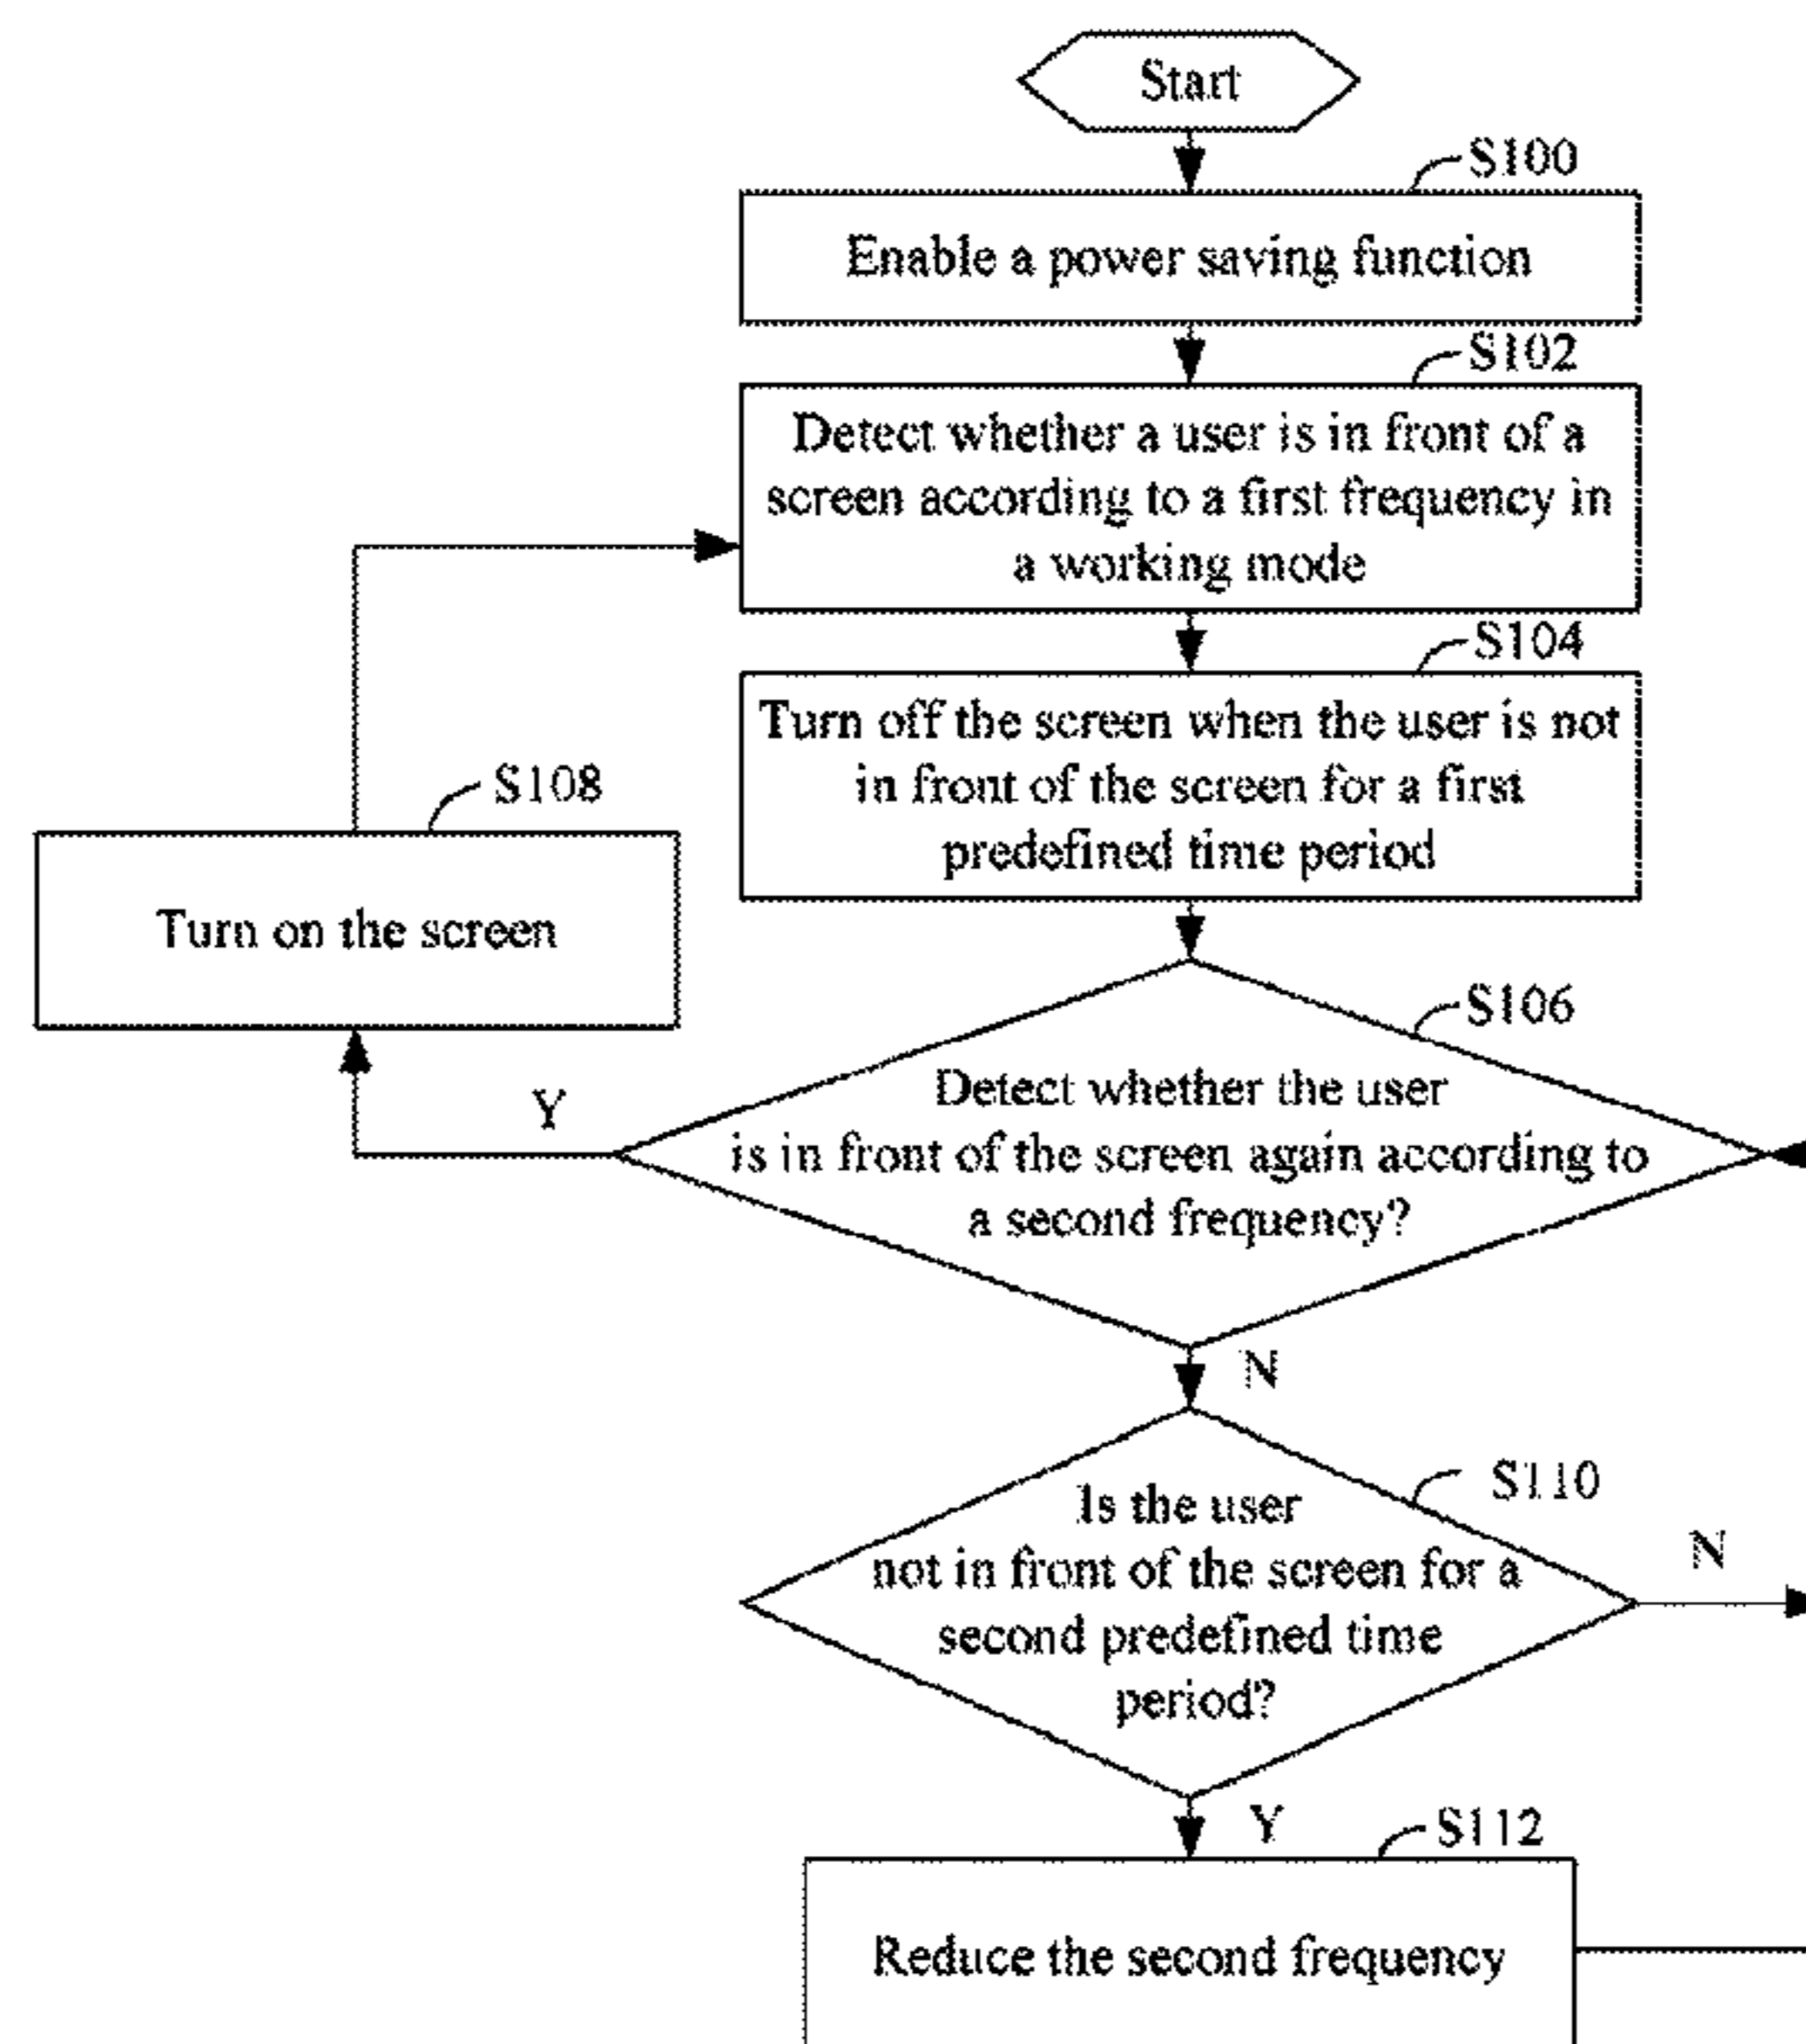 Start
S100
Enable a power saving function
S102
Detect whether a user is in front of a
screen according to a first frequency in
a working mode
S104
Turn off the screen when the user is not
in front of the screen for a first
predefined time period
S108
Turn on the screen
S106
Detect whether the user
is in front of the screen again according to
a second frequency?
Y
N
S110
Is the user
not in front of the screen for a
second predefined time
period?
N
Y
S112
Reduce the second frequency